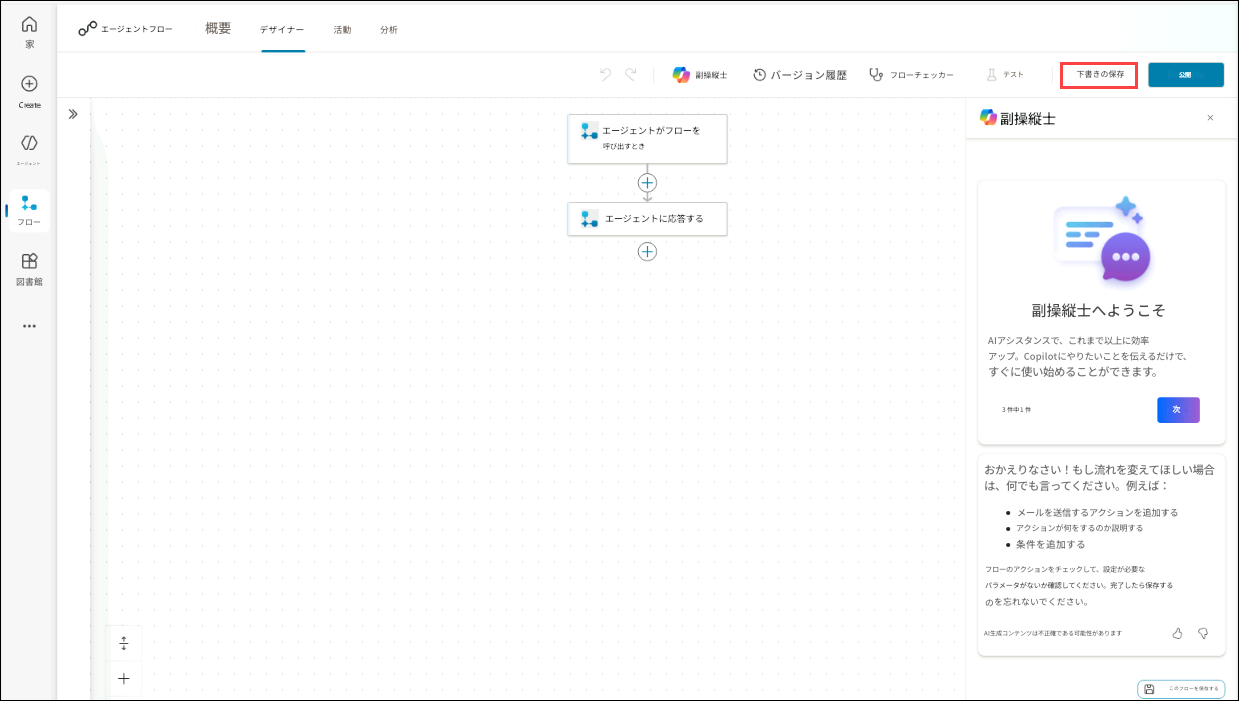 エージェントフロー
概要
デザイナー
活動
分析
副操縦士
バージョン履歴
フローチェッカー
テスト
下書きの保存
公開
家
Create
エージェント
フロー
図書館
エージェントがフローを
呼び出すとき
エージェントに応答する
副操縦士
副操縦士へようこそ
AIアシスタンスで、これまで以上に効率
アップ。Copilotにやりたいことを伝えるだけで、
すぐに使い始めることができます。
3 件中1 件
次
おかえりなさい！もし流れを変えてほしい場合
は、何でも言ってください。例えば：
メールを送信するアクションを追加する
アクションが何をするのか説明する
条件を追加する
フローのアクションをチェックして、設定が必要な
パラメータがないか確認してください。完了したら保存する
のを忘れないでください。
AI生成コンテンツは不正確である可能性があります
このフローを保存する